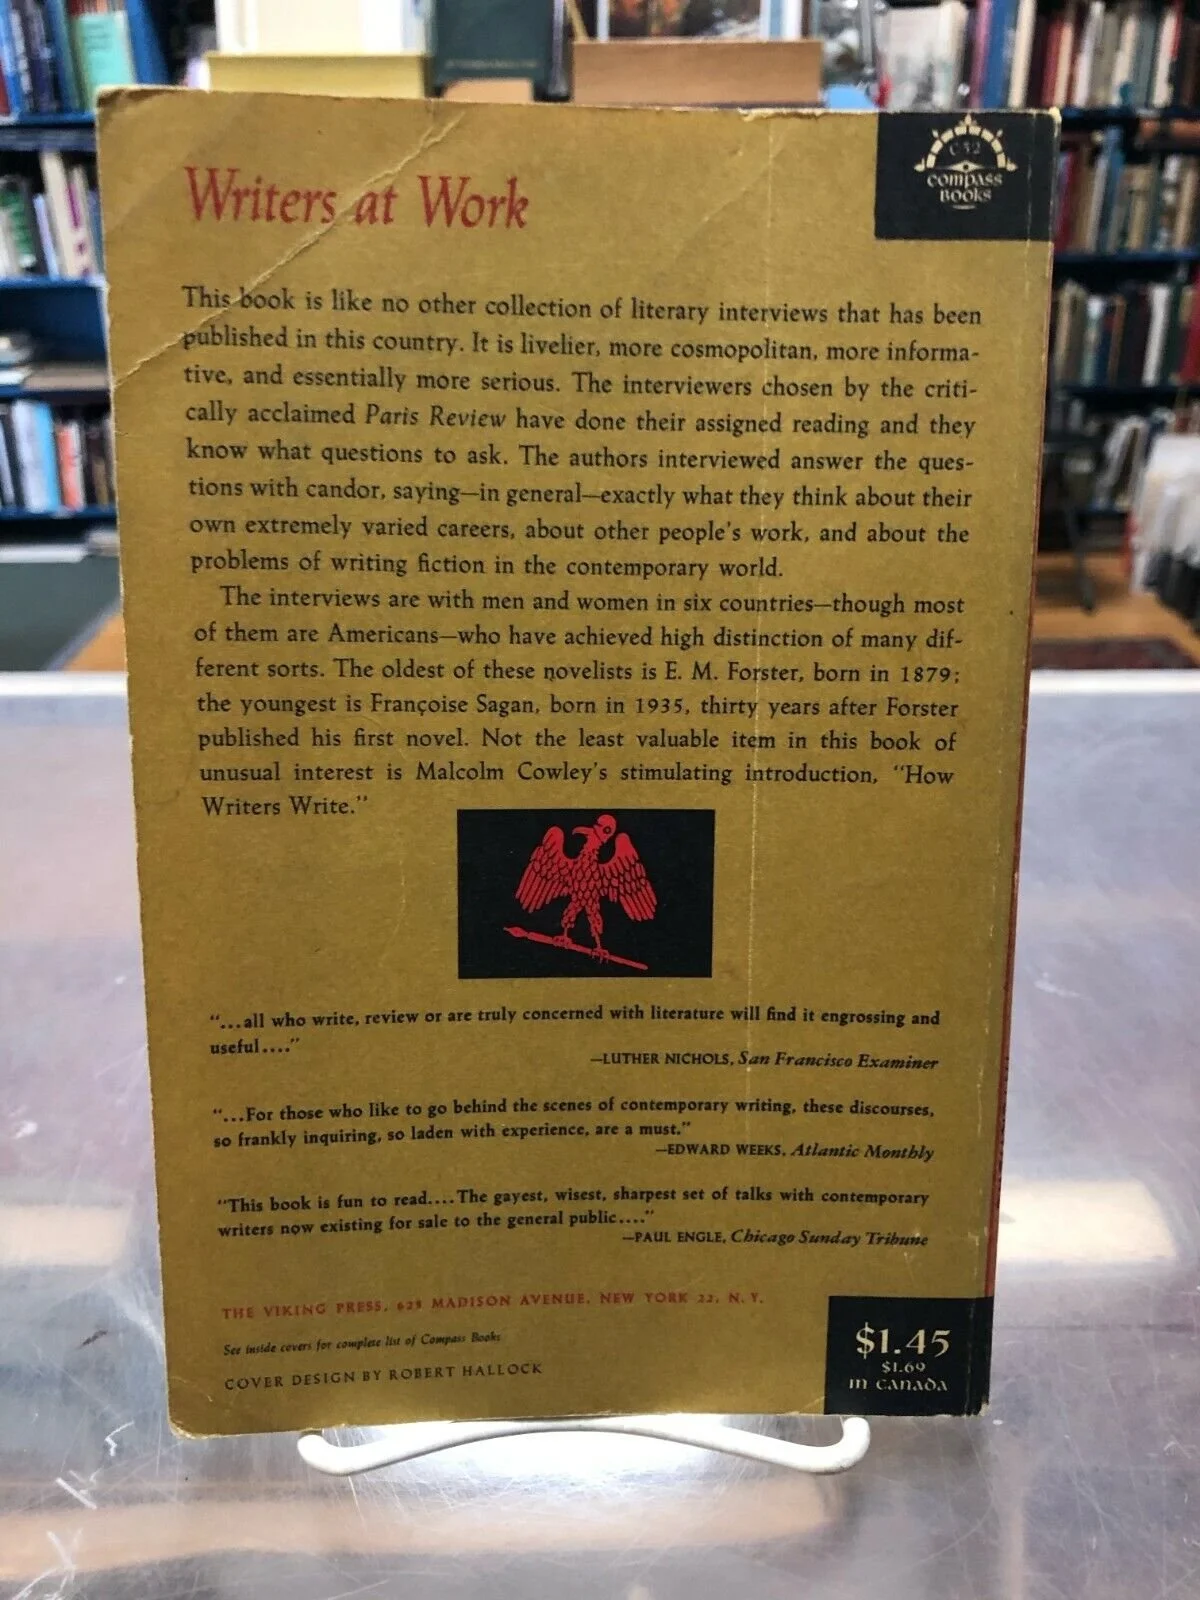 C52
COMPASS
BOOKS
Writers at Work
This book is like no other collection of literary interviews that has been
published in this country. It is livelier, more cosmopolitan, more informa-
tive, and essentially more serious. The interviewers chosen by the criti-
cally acclaimed Paris Review have done their assigned reading and they
know what questions to ask. The authors interviewed answer the ques-
tions with candor, saying—in general—exactly what they think about their
own extremely varied careers, about other people's work, and about the
problems of writing fiction in the contemporary world.
The interviews are with men and women in six countries—though most
of them are Americans—who have achieved high distinction of many dif-
ferent sorts. The oldest of these novelists is E. M. Forster, born in 1879;
the youngest is Françoise Sagan, born in 1935, thirty years after Forster
published his first novel. Not the least valuable item in this book of
unusual interest is Malcolm Cowley's stimulating introduction, "How
Writers Write."
"...all who write, review or are truly concerned with literature will find it engrossing and
useful...."
—LUTHER NICHOLS, San Francisco Examiner
"...For those who like to go behind the scenes of contemporary writing, these discourses,
so frankly inquiring, so laden with experience, are a must."
—EDWARD WEEKS, Atlantic Monthly
"This book is fun to read....The gayest, wisest, sharpest set of talks with contemporary
writers now existing for sale to the general public...."
—PAUL ENGLE, Chicago Sunday Tribune
THE VIKING PRESS, 625 MADISON AVENUE, NEW YORK 22, N. Y.
See inside covers for complete list of Compass Books
COVER DESIGN BY ROBERT HALLOCK
$1.45
$1.69
in CANADA